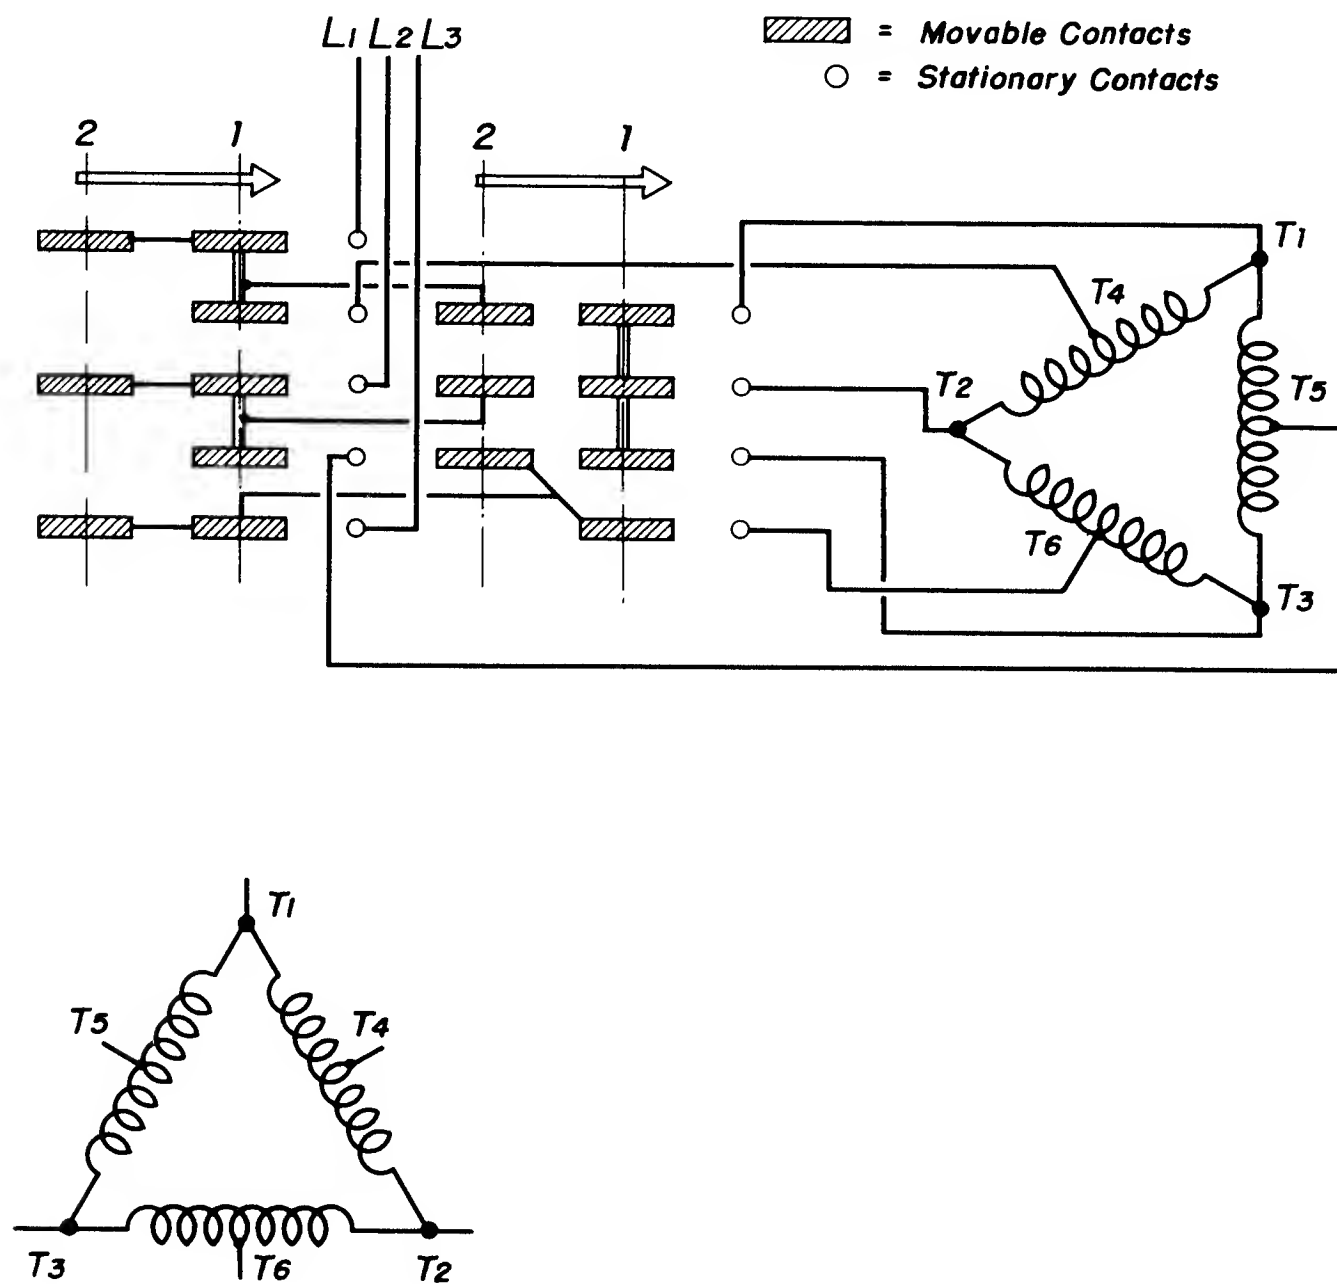 L1 L2 L3
= Movable Contacts
= Stationary Contacts
2 1 2 1
T1
T4
T2 T5
T6
T3
T1
T5 T4
T3 T6 T2